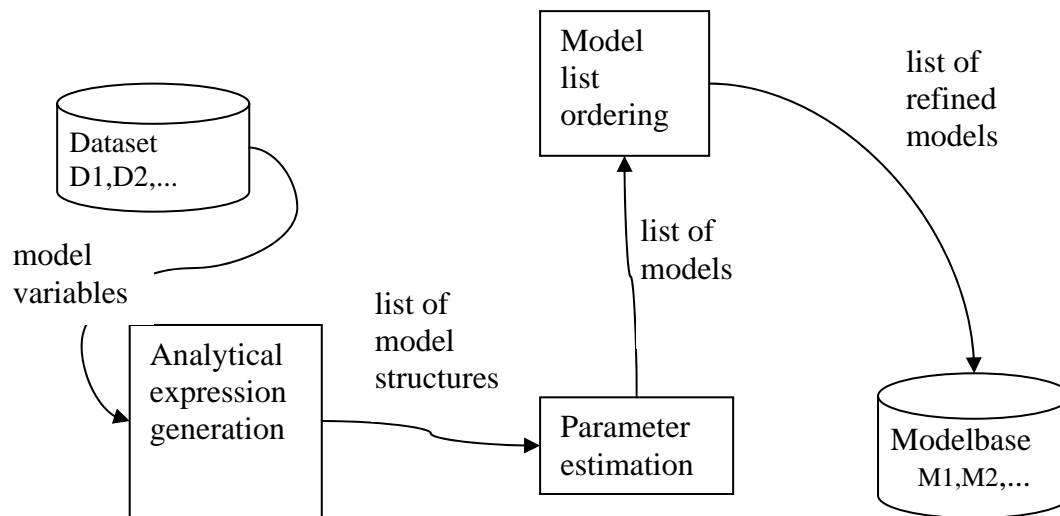 Dataset
D1,D2,...
model
variables
Analytical
expression
generation
list of
model
structures
Parameter
estimation
list of
models
Model
list
ordering
list of
refined
models
Modelbase
M1,M2,...